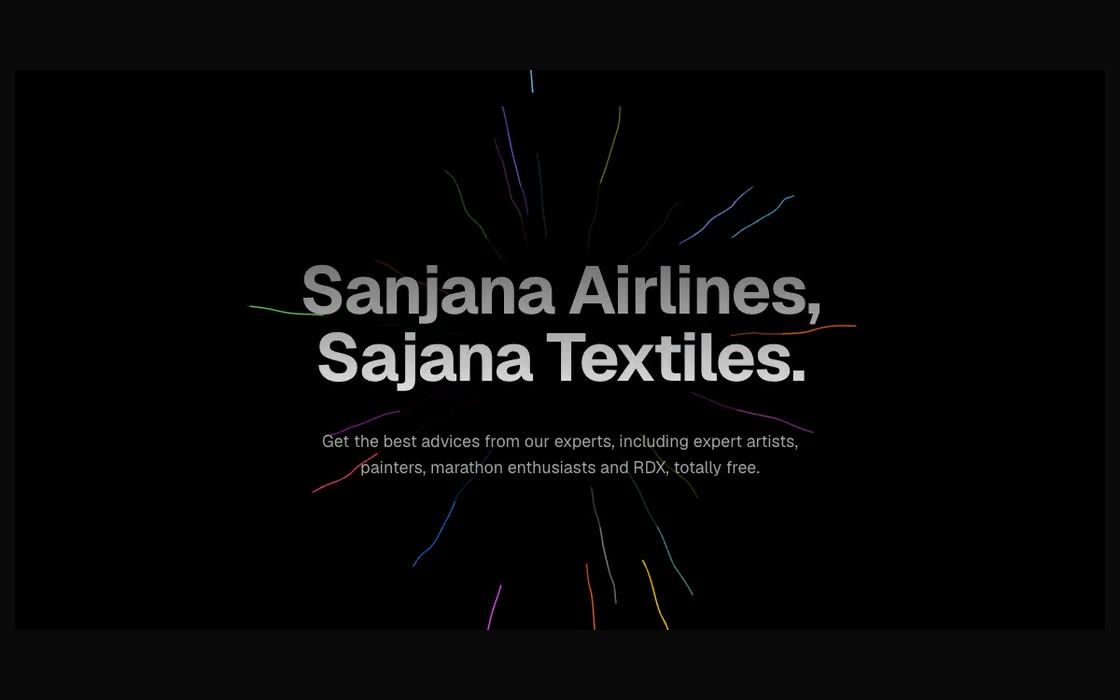 Sanjana Airlines,
Sajana Textiles.
Get the best advices from our experts, including expert artists,
painters, marathon enthusiasts and RDX, totally free.